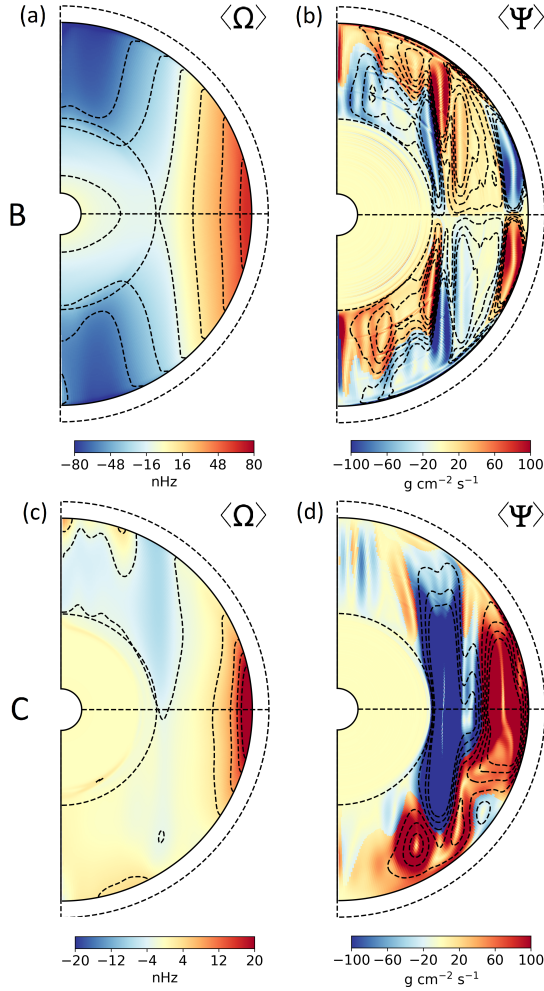 (a) ⟨Ω⟩ (b) ⟨Ψ⟩
B
−80 −48 −16 16 48 80
nHz
−100 −60 −20 20 60 100
g cm⁻² s⁻¹
(c) ⟨Ω⟩ (d) ⟨Ψ⟩
C
−20 −12 −4 4 12 20
nHz
−100 −60 −20 20 60 100
g cm⁻² s⁻¹